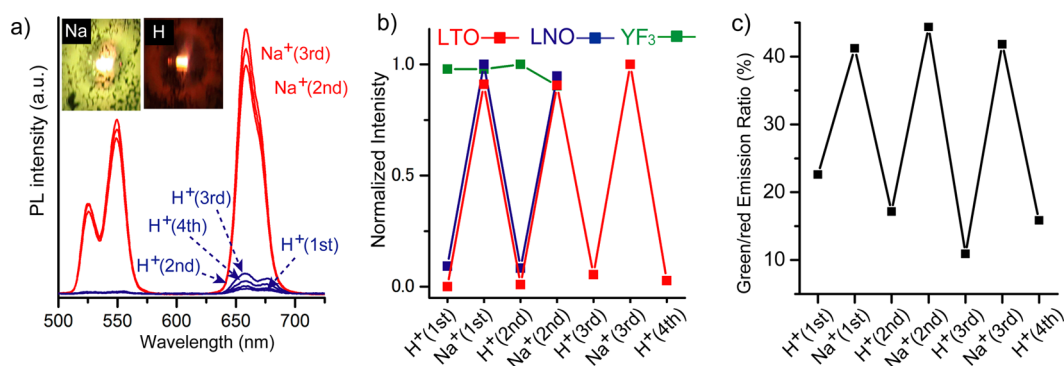 a)
Na
H
Na⁺(3rd)
Na⁺(2nd)
H⁺(3rd)
H⁺(4th)
H⁺(1st)
H⁺(2nd)
PL intensity (a.u.)
500 550 600 650 700
Wavelength (nm)
b)
LTO LNO YF₃
Normalized Intenisty
1.0
0.5
0.0
H⁺(1st)
Na⁺(1st)
H⁺(2nd)
Na⁺(2nd)
H⁺(3rd)
Na⁺(3rd)
H⁺(4th)
c)
Green/red Emission Ratio (%)
40
30
20
10
H⁺(1st)
Na⁺(1st)
H⁺(2nd)
Na⁺(2nd)
H⁺(3rd)
Na⁺(3rd)
H⁺(4th)